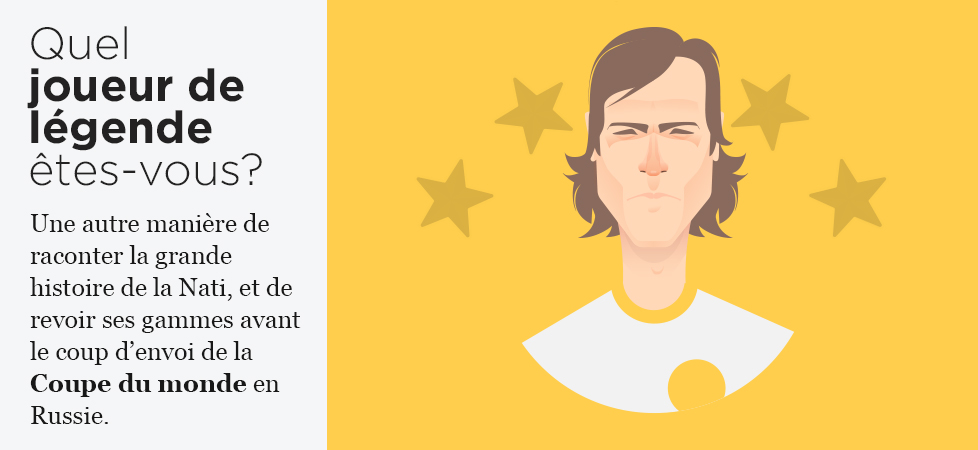 Quel
joueur de
légende
êtes-vous?
Une autre manière de
raconter la grande
histoire de la Nati, et de
revoir ses gammes avant
le coup d’envoi de la
Coupe du monde en
Russie.